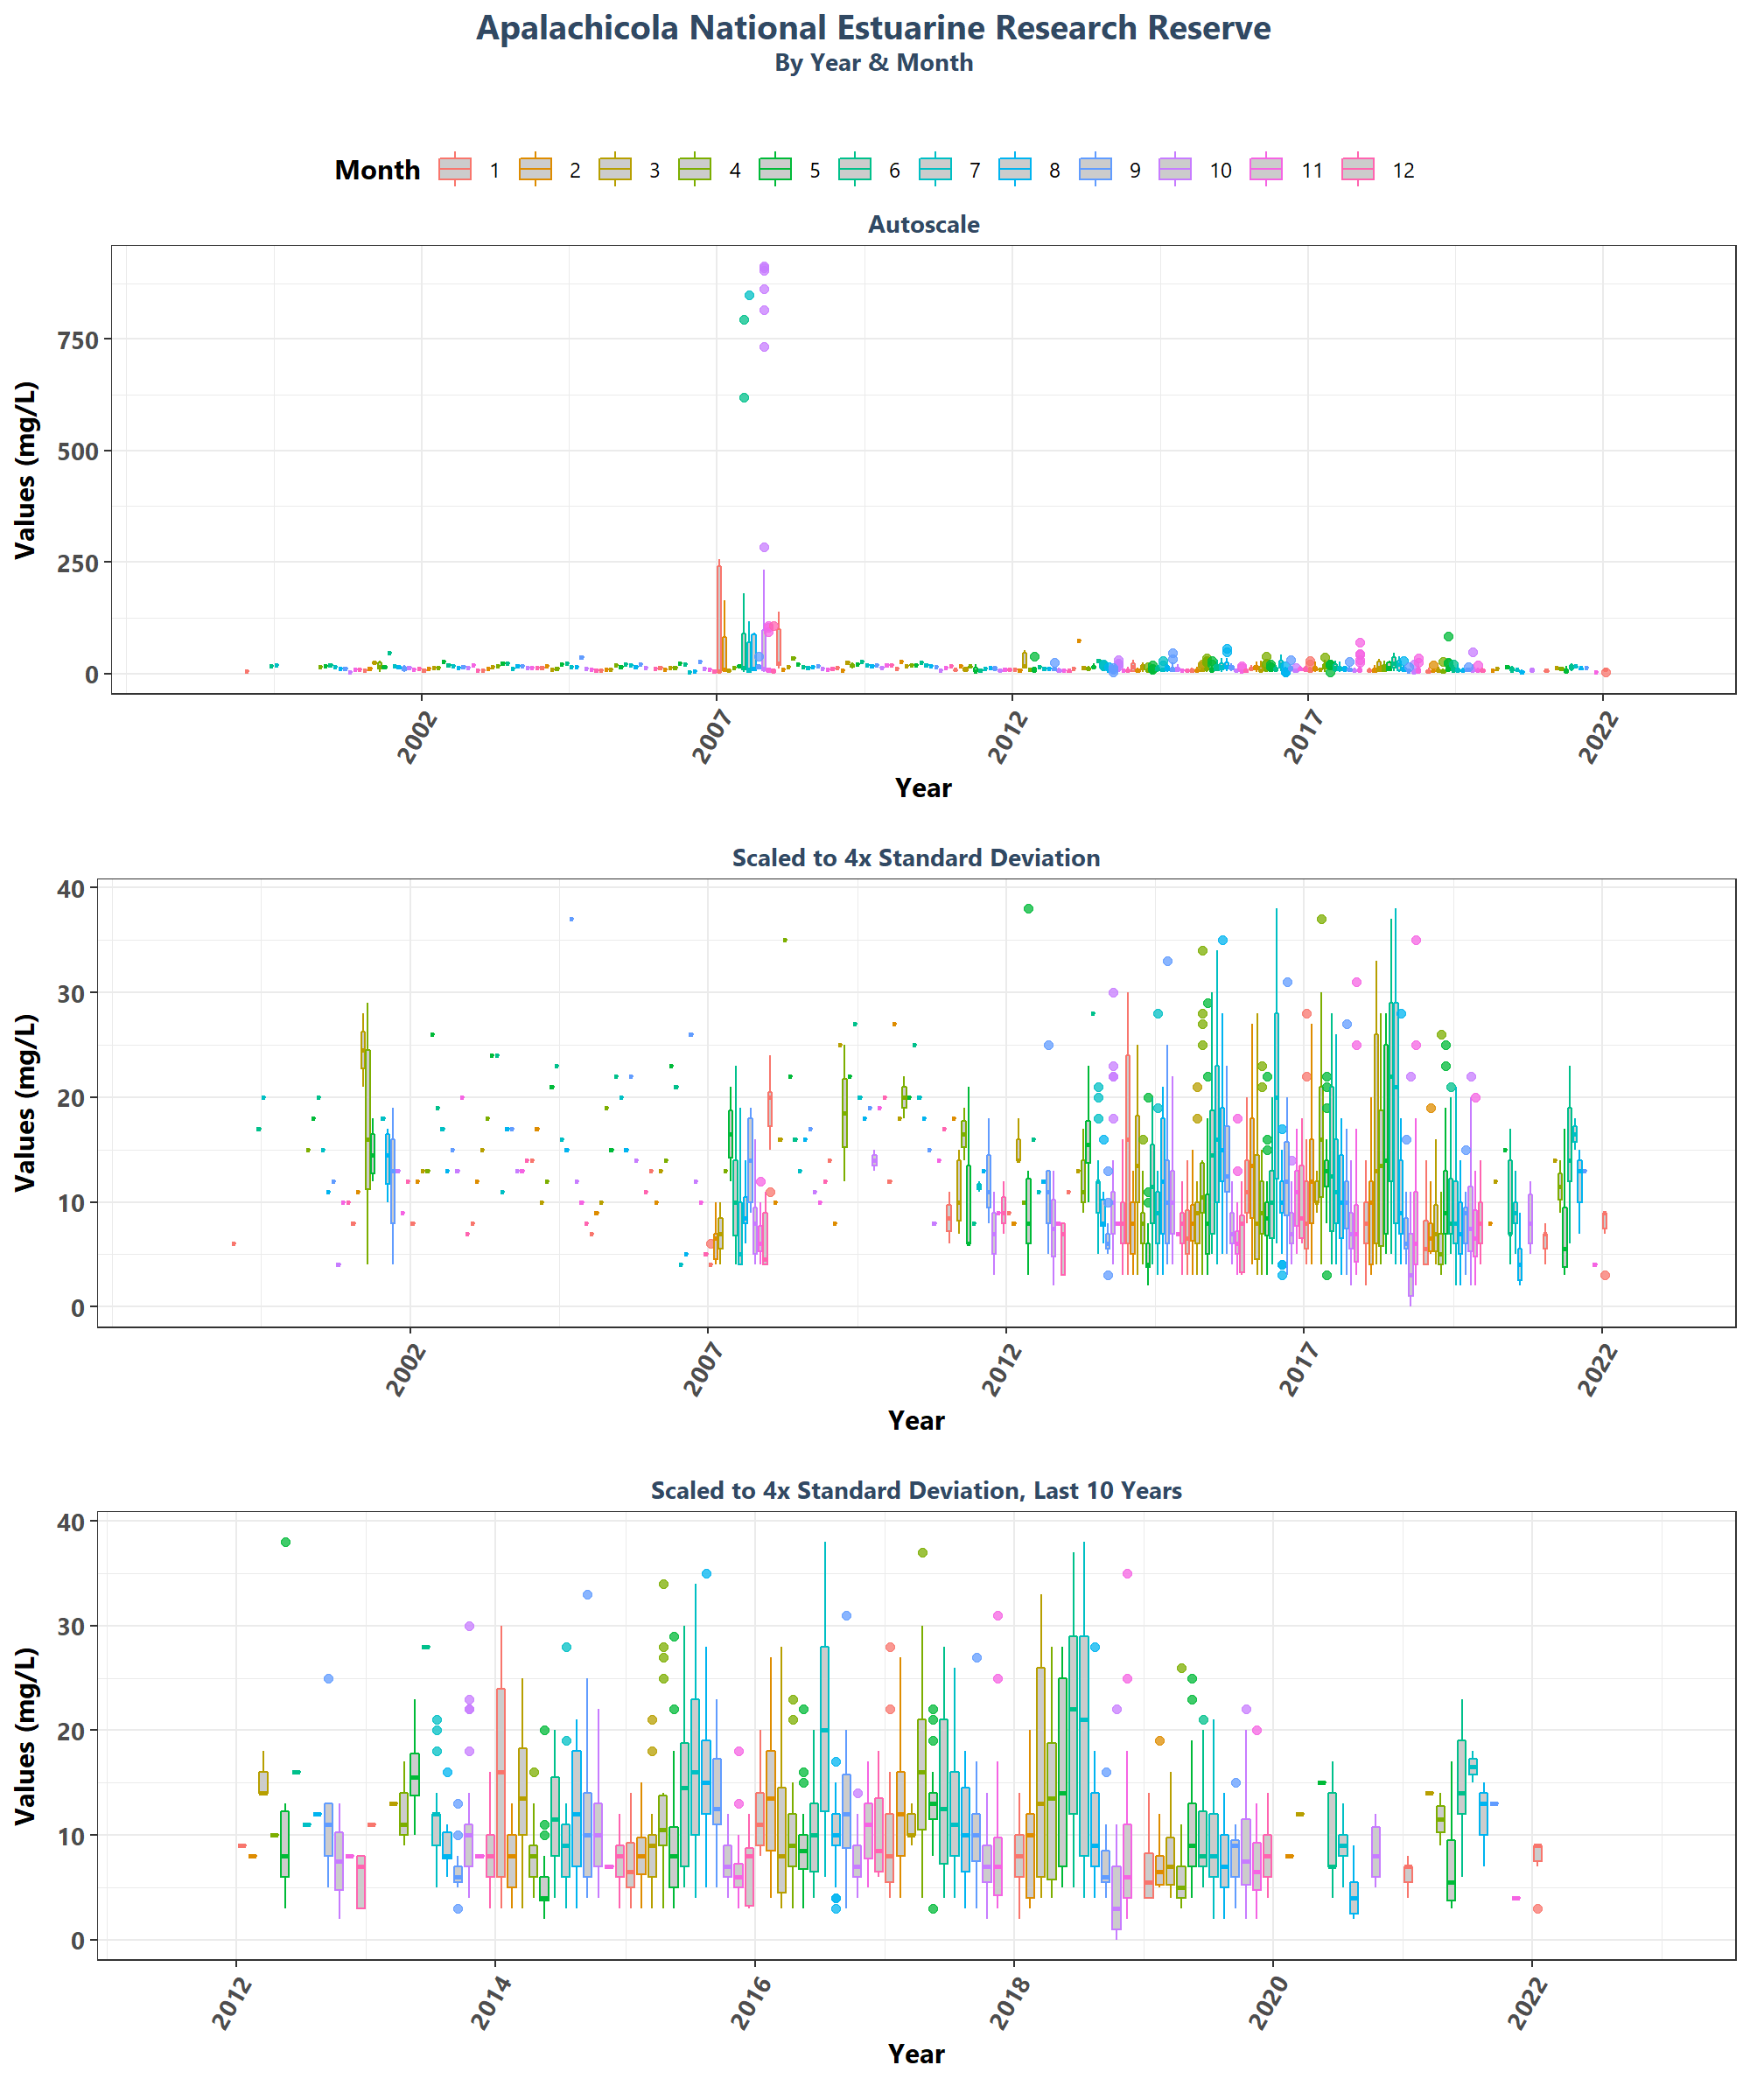 Apalachicola National Estuarine Research Reserve
By Year & Month
Month 1 2 3 4 5 6 7 8 9 10 11 12
Autoscale
Values (mg/L)
750
500
250
0
2002 2007 2012 2017 2022
Year
Scaled to 4x Standard Deviation
Values (mg/L)
40
30
20
10
0
2002 2007 2012 2017 2022
Year
Scaled to 4x Standard Deviation, Last 10 Years
Values (mg/L)
40
30
20
10
0
2012 2014 2016 2018 2020 2022
Year